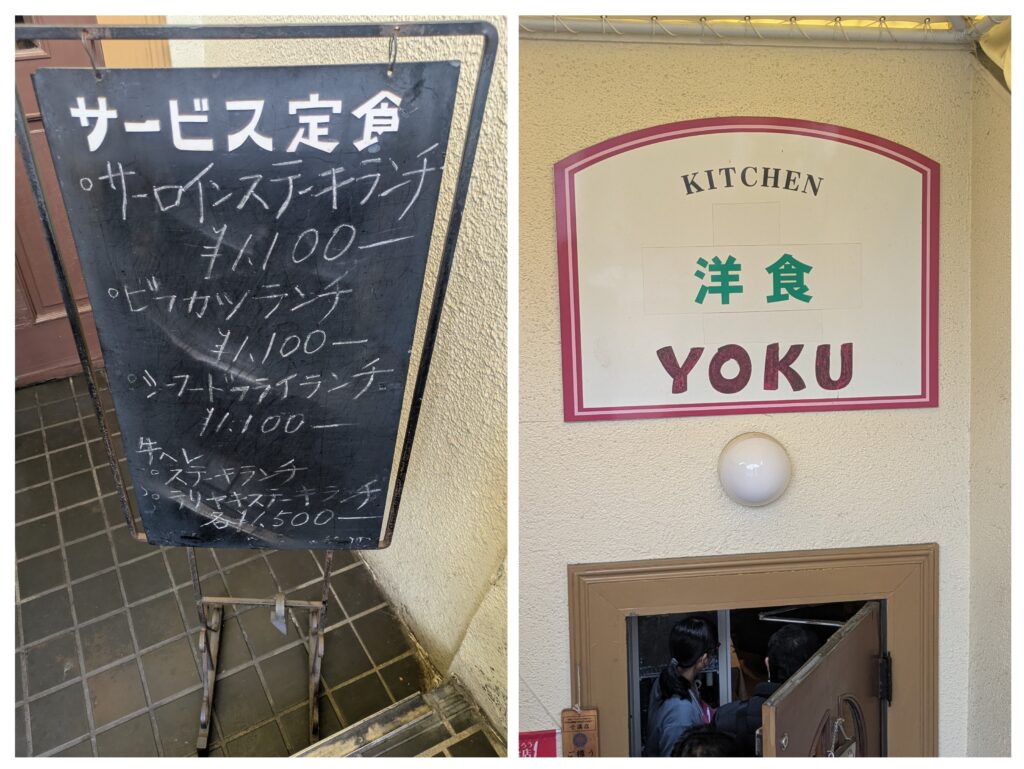 サービス定食
サーロインステーキランチ
¥1,100ー
ビフカツランチ
¥1,100ー
シーフードフライランチ
¥1,100ー
牛ヘレ
ステーキランチ
テリヤキステーキランチ
各¥1,500ー
KITCHEN
洋食
YOKU